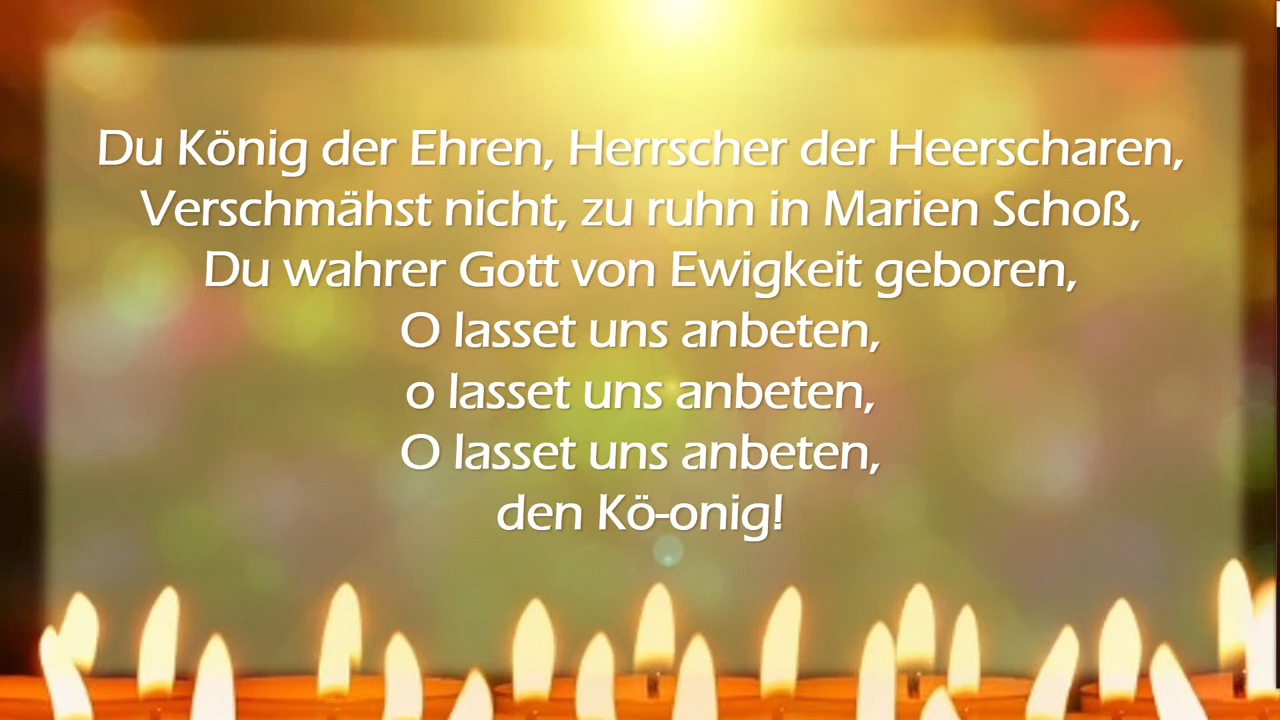 Du König der Ehren, Herrscher der Heerscharen,
Verschmähst nicht, zu ruhn in Marien Schoß,
Du wahrer Gott von Ewigkeit geboren,
O lasset uns anbeten,
o lasset uns anbeten,
O lasset uns anbeten,
den Kö-onig!